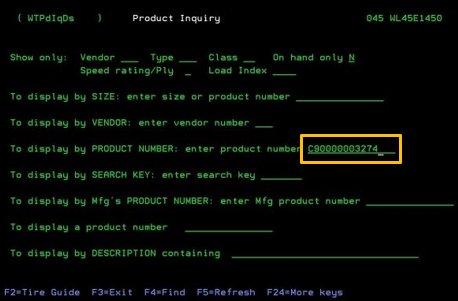 ( WTPdIqDs ) Product Inquiry 045 WL45E1450
Show only: Vendor ___ Type ___ Class __ On hand only N
Speed rating/Ply _ Load Index ____
To display by SIZE: enter size or product number _______________
To display by VENDOR: enter vendor number ___
To display by PRODUCT NUMBER: enter product number C90000003274___
To display by SEARCH KEY: enter search key _______
To display by Mfg's PRODUCT NUMBER: enter Mfg product number _______________
To display a product number _______________
To display by DESCRIPTION containing ______________________________
F2=Tire Guide F3=Exit F4=Find F5=Refresh F24=More keys